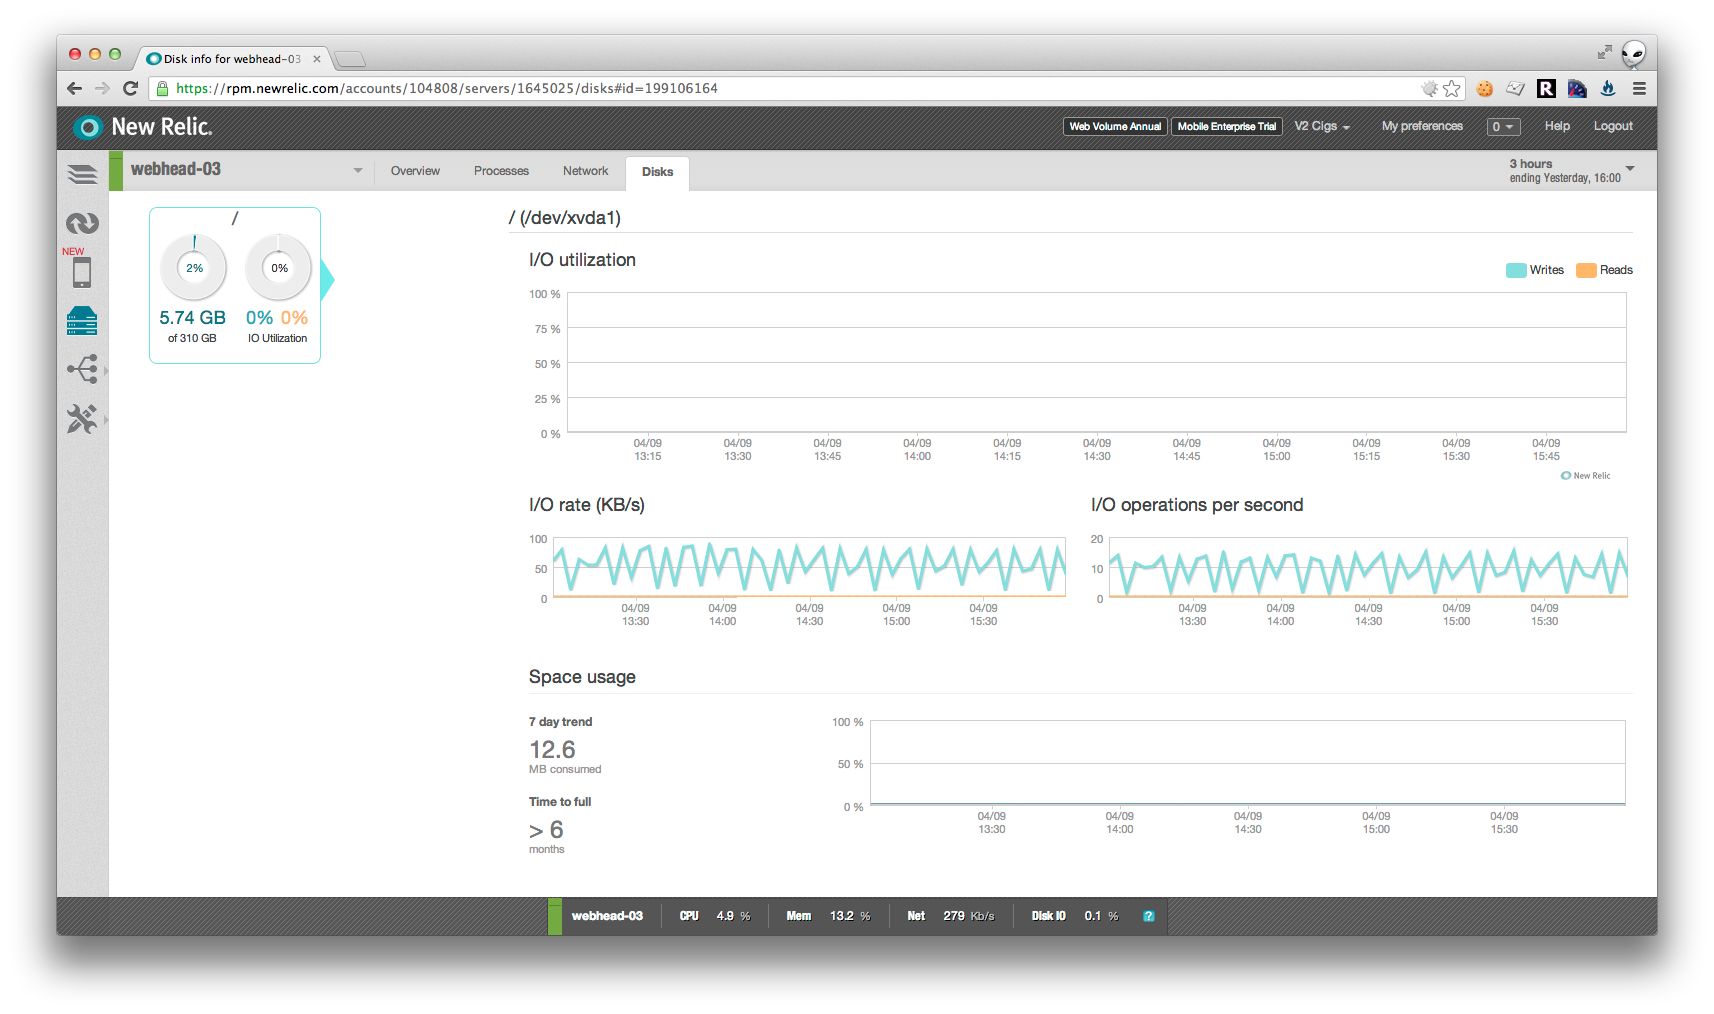 Disk info for webhead-03
https://rpm.newrelic.com/accounts/104808/servers/1645025/disks#id=199106164
R
New Relic.
Web Volume Annual
Mobile Enterprise Trial
V2 Cigs
My preferences
0
Help
Logout
webhead-03
Overview
Processes
Network
Disks
3 hours
ending Yesterday, 16:00
NEW
/
2%
0%
5.74 GB
of 310 GB
0% 0%
IO Utilization
/ (/dev/xvda1)
I/O utilization
Writes
Reads
100 %
75 %
50 %
25 %
0 %
04/09 04/09 04/09 04/09 04/09 04/09 04/09 04/09 04/09 04/09 04/09
13:15 13:30 13:45 14:00 14:15 14:30 14:45 15:00 15:15 15:30 15:45
New Relic
I/O rate (KB/s)
100
50
0
04/09 04/09 04/09 04/09 04/09
13:30 14:00 14:30 15:00 15:30
I/O operations per second
20
10
0
04/09 04/09 04/09 04/09 04/09
13:30 14:00 14:30 15:00 15:30
Space usage
7 day trend
12.6
MB consumed
Time to full
> 6
months
100 %
50 %
0 %
04/09 04/09 04/09 04/09 04/09
13:30 14:00 14:30 15:00 15:30
webhead-03
CPU 4.9 %
Mem 13.2 %
Net 279 Kb/s
Disk IO 0.1 %
?